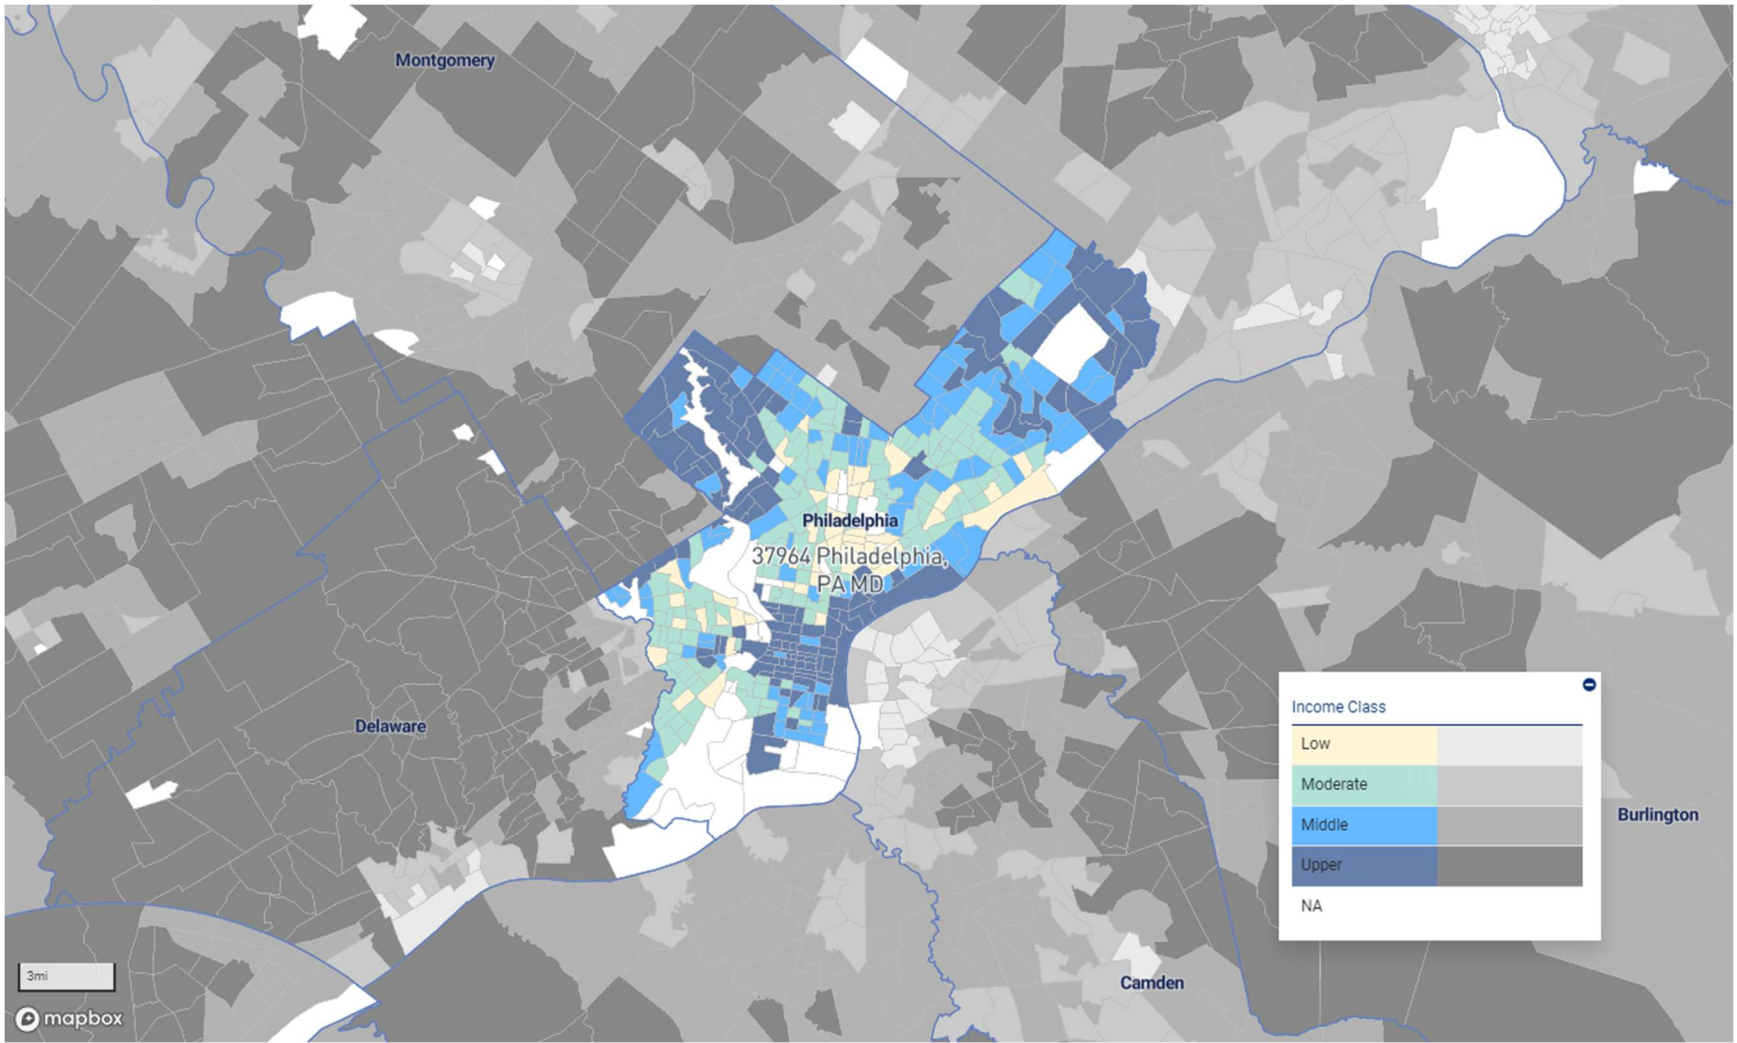 Montgomery
Philadelphia
37964 Philadelphia,
PA MD
Delaware
Income Class
Low
Moderate
Middle
Upper
NA
Burlington
Camden
3mi
mapbox